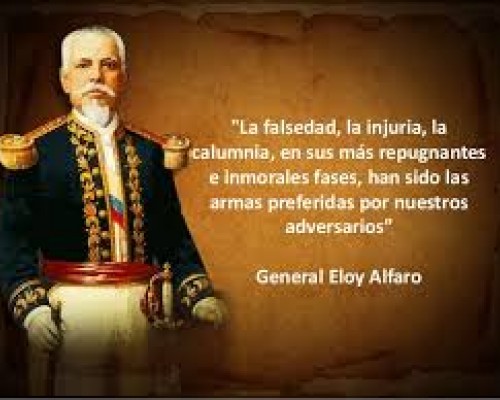 "La falsedad, la injuria, la
calumnia, en sus más repugnantes
e inmorales fases, han sido las
armas preferidas por nuestros
adversarios"
General Eloy Alfaro